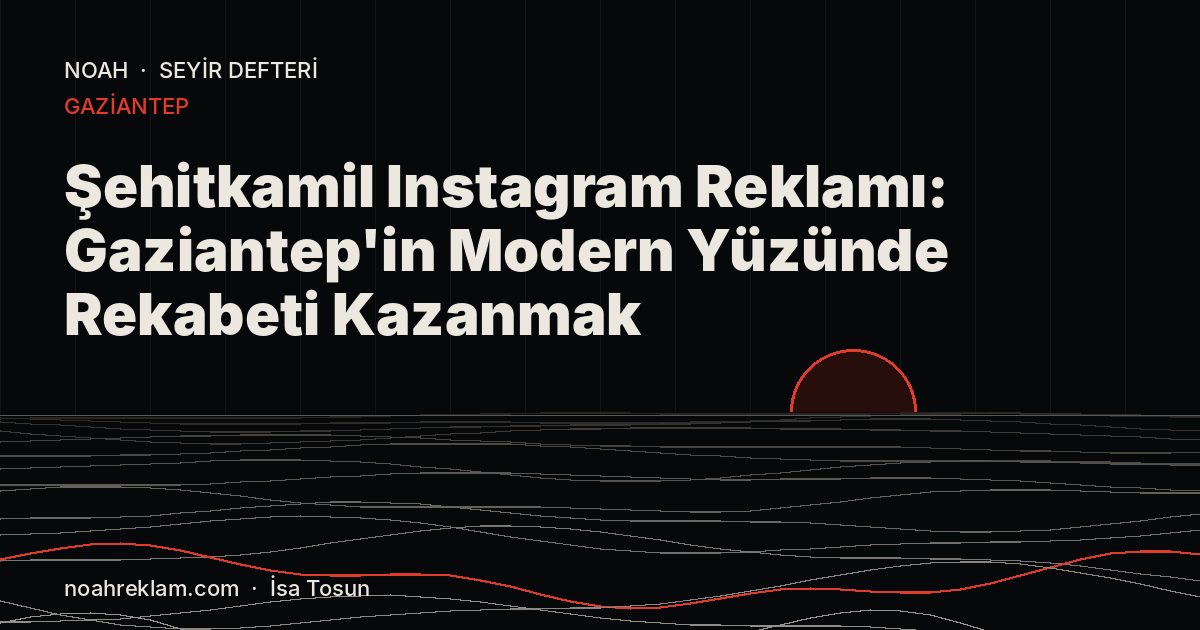 NOAH · SEYİR DEFTERİ
GAZİANTEP
Şehitkamil Instagram Reklamı:
Gaziantep'in Modern Yüzünde
Rekabeti Kazanmak
noahreklam.com · İsa Tosun